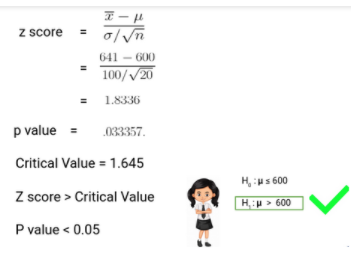 z score = x̅ − μ / σ/√n
= 641 − 600 / 100/√20
= 1.8336
p value = .033357.
Critical Value = 1.645
Z score > Critical Value
P value < 0.05
H₀ : μ ≤ 600
H₁ : μ > 600